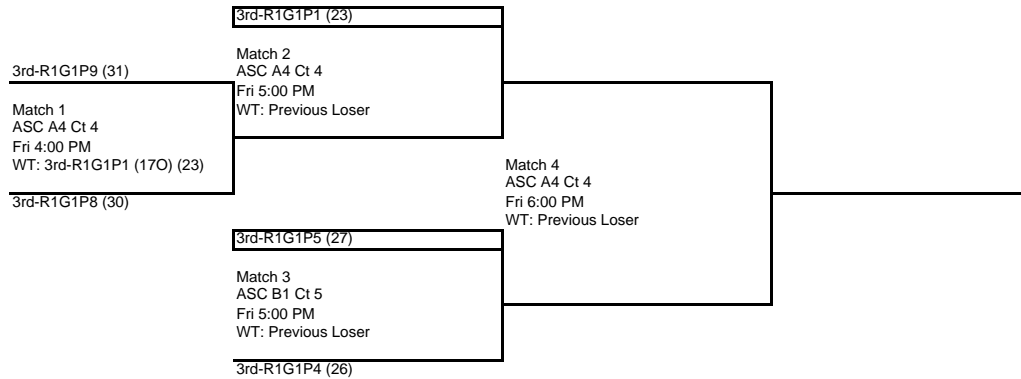 3rd-R1G1P1 (23)
Match 2
ASC A4 Ct 4
Fri 5:00 PM
WT: Previous Loser
3rd-R1G1P9 (31)
Match 1
ASC A4 Ct 4
Fri 4:00 PM
WT: 3rd-R1G1P1 (17O) (23)
3rd-R1G1P8 (30)
Match 4
ASC A4 Ct 4
Fri 6:00 PM
WT: Previous Loser
3rd-R1G1P5 (27)
Match 3
ASC B1 Ct 5
Fri 5:00 PM
WT: Previous Loser
3rd-R1G1P4 (26)